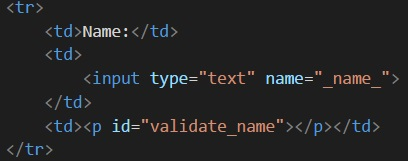 <tr>
    <td>Name:</td>
    <td>
        <input type="text" name="_name_">
    </td>
    <td><p id="validate_name"></p></td>
</tr>